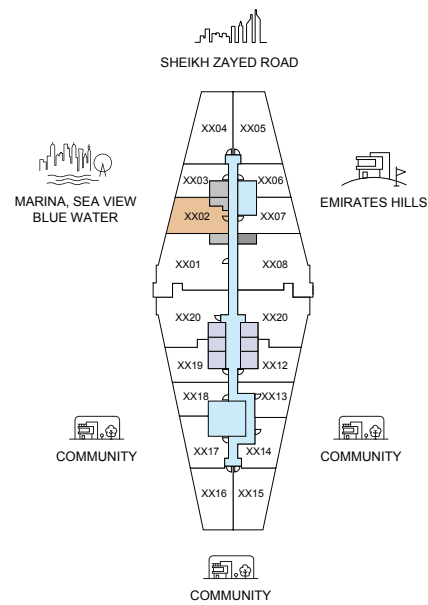 SHEIKH ZAYED ROAD
XX04 XX05
XX03 XX06
MARINA, SEA VIEW
BLUE WATER
EMIRATES HILLS
XX02 XX07
XX01 XX08
XX20 XX20
XX19 XX12
XX18 XX13
XX17 XX14
COMMUNITY
COMMUNITY
XX16 XX15
COMMUNITY